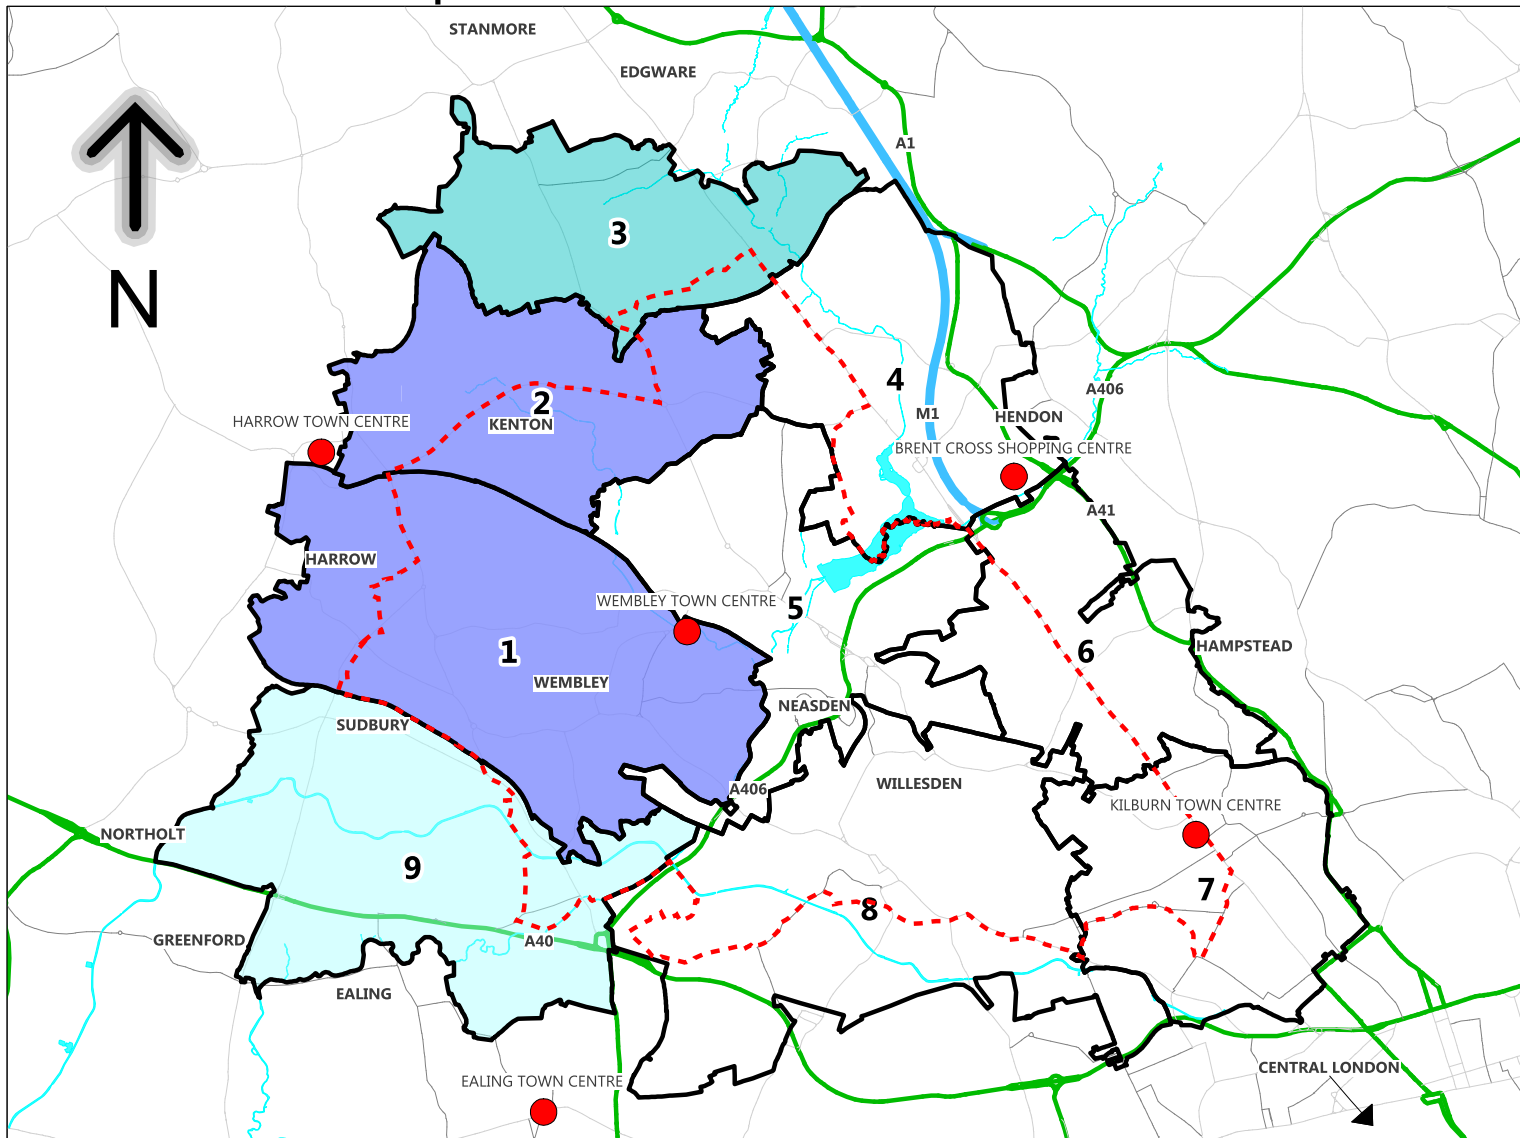 STANMORE
EDGWARE
A1
3
N
4
A406
2
KENTON
HARROW TOWN CENTRE
M1
HENDON
BRENT CROSS SHOPPING CENTRE
A41
HARROW
WEMBLEY TOWN CENTRE
5
1
6
HAMPSTEAD
WEMBLEY
SUDBURY
NEASDEN
A406
WILLESDEN
KILBURN TOWN CENTRE
NORTHOLT
9
8
7
GREENFORD
A40
EALING
CENTRAL LONDON
EALING TOWN CENTRE